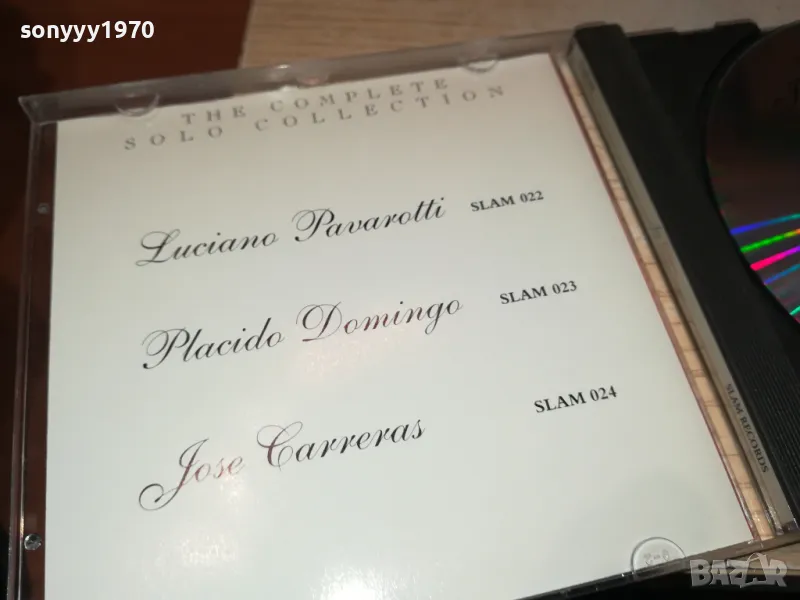 sonyyy1970
THE COMPLETE
SOLO COLLECTION
Luciano Pavarotti SLAM 022
Placido Domingo SLAM 023
Jose Carreras SLAM 024
SLAM RECORDS
BAZAR